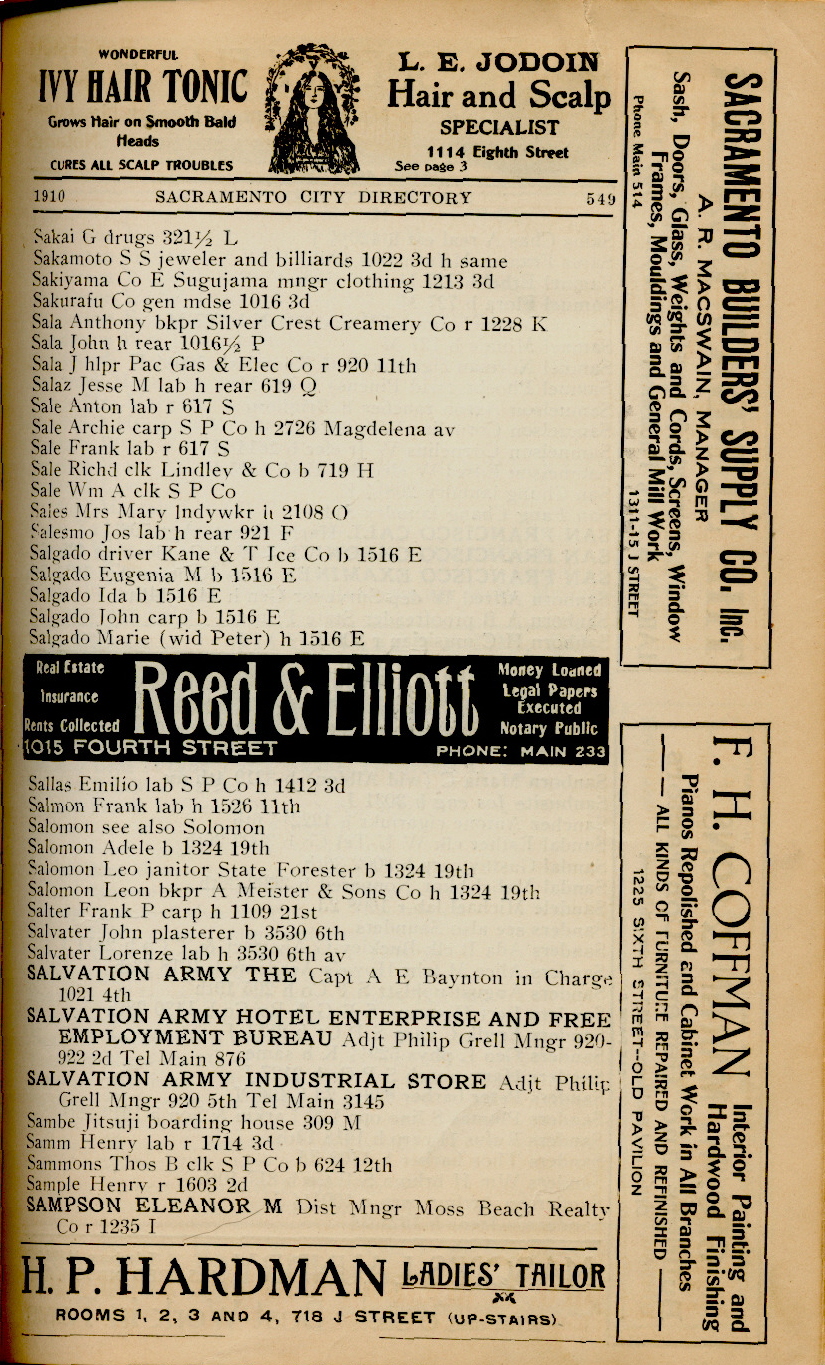 WONDERFUL
IVY HAIR TONIC
Grows Hair on Smooth Bald
Heads
CURES ALL SCALP TROUBLES
L. E. JODOIN
Hair and Scalp
SPECIALIST
1114 Eighth Street
See page 3
1910 SACRAMENTO CITY DIRECTORY 549
Sakai G drugs 321½ L
Sakamoto S S jeweler and billiards 1022 3d h same
Sakiyama Co E Sugujama mngr clothing 1213 3d
Sakurafu Co gen mdse 1016 3d
Sala Anthony bkpr Silver Crest Creamery Co r 1228 K
Sala John h rear 1016½ P
Sala J hlpr Pac Gas & Elec Co r 920 11th
Salaz Jesse M lab h rear 619 Q
Sale Anton lab r 617 S
Sale Archie carp S P Co h 2726 Magdelena av
Sale Frank lab r 617 S
Sale Richd clk Lindley & Co b 719 H
Sale Wm A clk S P Co
Sales Mrs Mary lndywkr h 2108 O
Salesmo Jos lab h rear 921 F
Salgado driver Kane & T Ice Co b 1516 E
Salgado Eugenia M b 1516 E
Salgado Ida b 1516 E
Salgado John carp b 1516 E
Salgado Marie (wid Peter) h 1516 E
Real Estate
Insurance
Rents Collected
Reed & Elliott
Money Loaned
Legal Papers
Executed
Notary Public
1015 FOURTH STREET PHONE: MAIN 233
Sallas Emilio lab S P Co h 1412 3d
Salmon Frank lab h 1526 11th
Salomon see also Solomon
Salomon Adele b 1324 19th
Salomon Leo janitor State Forester b 1324 19th
Salomon Leon bkpr A Meister & Sons Co h 1324 19th
Salter Frank P carp h 1109 21st
Salvater John plasterer b 3530 6th
Salvater Lorenze lab h 3530 6th av
SALVATION ARMY THE Capt A E Baynton in Charge
1021 4th
SALVATION ARMY HOTEL ENTERPRISE AND FREE
EMPLOYMENT BUREAU Adjt Philip Grell Mngr 920-
922 2d Tel Main 876
SALVATION ARMY INDUSTRIAL STORE Adjt Philip
Grell Mngr 920 5th Tel Main 3145
Sambe Jitsuji boarding house 309 M
Samm Henry lab r 1714 3d
Sammons Thos B clk S P Co b 624 12th
Sample Henry r 1603 2d
SAMPSON ELEANOR M Dist Mngr Moss Beach Realty
Co r 1235 I
H. P. HARDMAN LADIES' TAILOR
ROOMS 1, 2, 3 AND 4, 718 J STREET (UP-STAIRS)
SACRAMENTO BUILDERS' SUPPLY CO. Inc.
A. R. MACSWAIN, MANAGER
Sash, Doors, Glass, Weights and Cords, Screens, Window
Frames, Mouldings and General Mill Work
Phone Main 514 1311-15 J STREET
F. H. COFFMAN Interior Painting and
Hardwood Finishing
Pianos Repolished and Cabinet Work in All Branches
ALL KINDS OF FURNITURE REPAIRED AND REFINISHED
1225 SIXTH STREET--OLD PAVILION